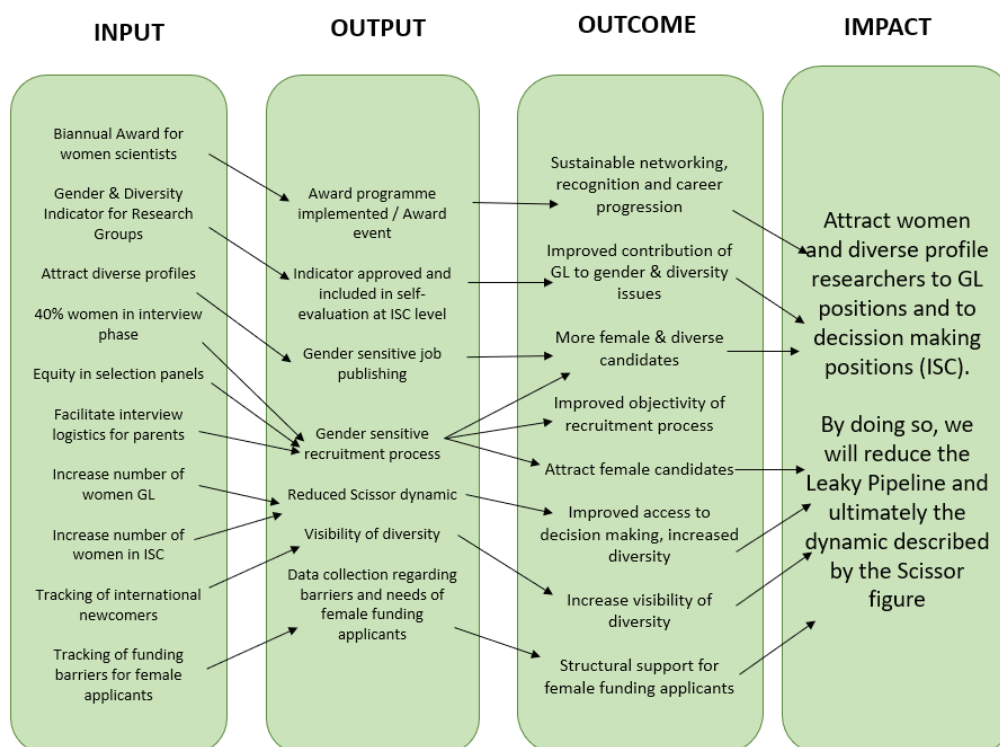 INPUT
Biannual Award for
women scientists
Gender & Diversity
Indicator for Research
Groups
Attract diverse profiles
40% women in interview
phase
Equity in selection panels
Facilitate interview
logistics for parents
Increase number of
women GL
Increase number of
women in ISC
Tracking of international
newcomers
Tracking of funding
barriers for female
applicants
OUTPUT
Award programme
implemented / Award
event
Indicator approved and
included in self-
evaluation at ISC level
Gender sensitive job
publishing
Gender sensitive
recruitment process
Reduced Scissor dynamic
Visibility of diversity
Data collection regarding
barriers and needs of
female funding
applicants
OUTCOME
Sustainable networking,
recognition and career
progression
Improved contribution of
GL to gender & diversity
issues
More female & diverse
candidates
Improved objectivity of
recruitment process
Attract female candidates
Improved access to
decision making, increased
diversity
Increase visibility of
diversity
Structural support for
female funding applicants
IMPACT
Attract women
and diverse profile
researchers to GL
positions and to
decission making
positions (ISC).
By doing so, we
will reduce the
Leaky Pipeline and
ultimately the
dynamic described
by the Scissor
figure